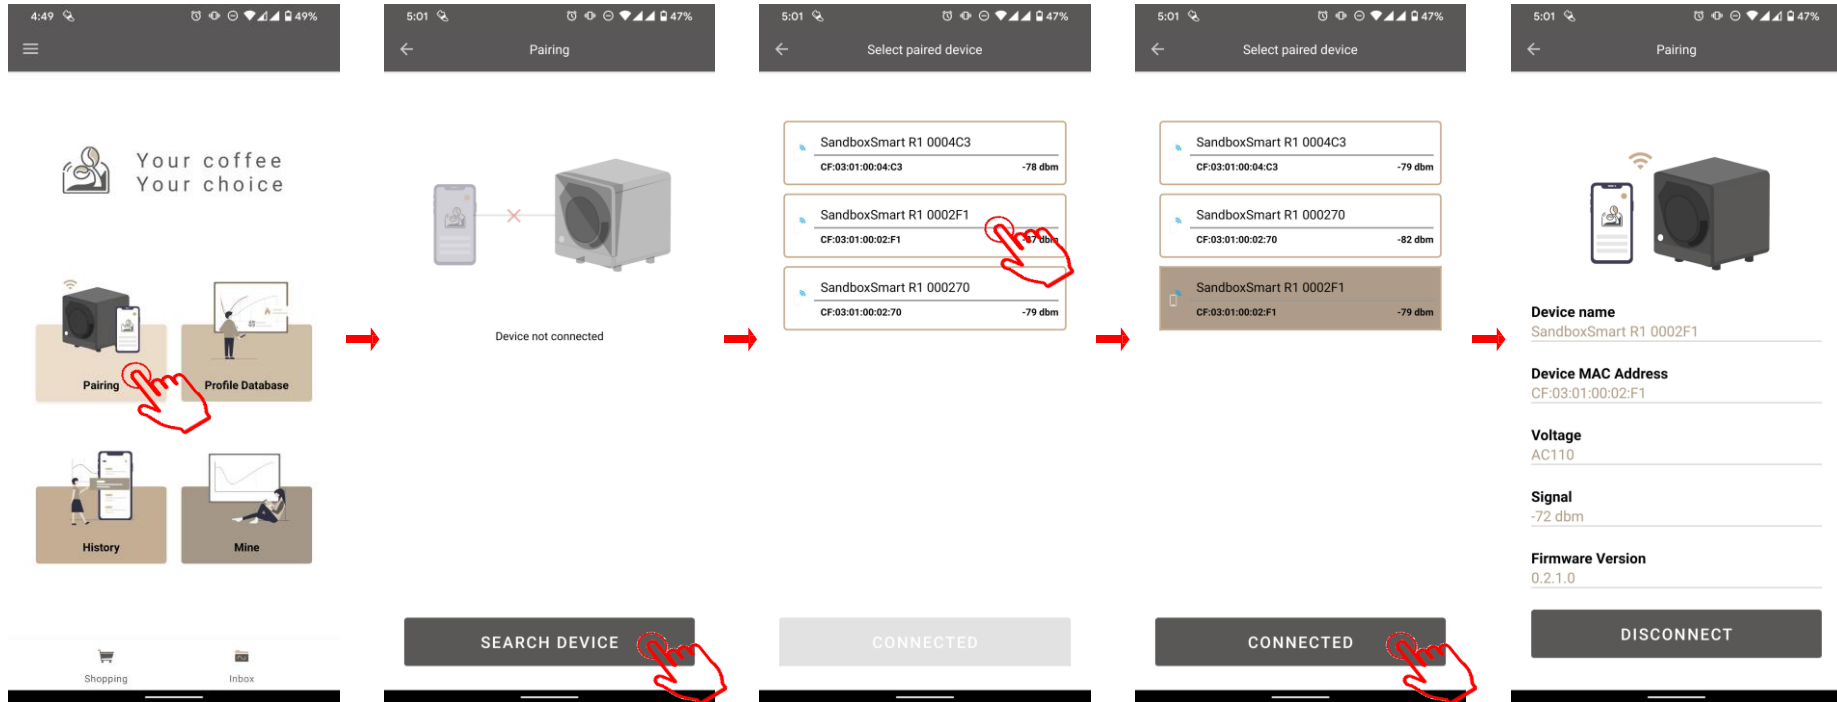 4:49
49%
Your coffee
Your choice
Pairing
Profile Database
History
Mine
Shopping
Inbox
5:01
47%
Pairing
Device not connected
SEARCH DEVICE
5:01
47%
Select paired device
SandboxSmart R1 0004C3
CF:03:01:00:04:C3 -78 dbm
SandboxSmart R1 0002F1
CF:03:01:00:02:F1 dbm
SandboxSmart R1 000270
CF:03:01:00:02:70 -79 dbm
CONNECTED
5:01
47%
Select paired device
SandboxSmart R1 0004C3
CF:03:01:00:04:C3 -79 dbm
SandboxSmart R1 000270
CF:03:01:00:02:70 -82 dbm
SandboxSmart R1 0002F1
CF:03:01:00:02:F1 -79 dbm
CONNECTED
5:01
47%
Pairing
Device name
SandboxSmart R1 0002F1
Device MAC Address
CF:03:01:00:02:F1
Voltage
AC110
Signal
-72 dbm
Firmware Version
0.2.1.0
DISCONNECT